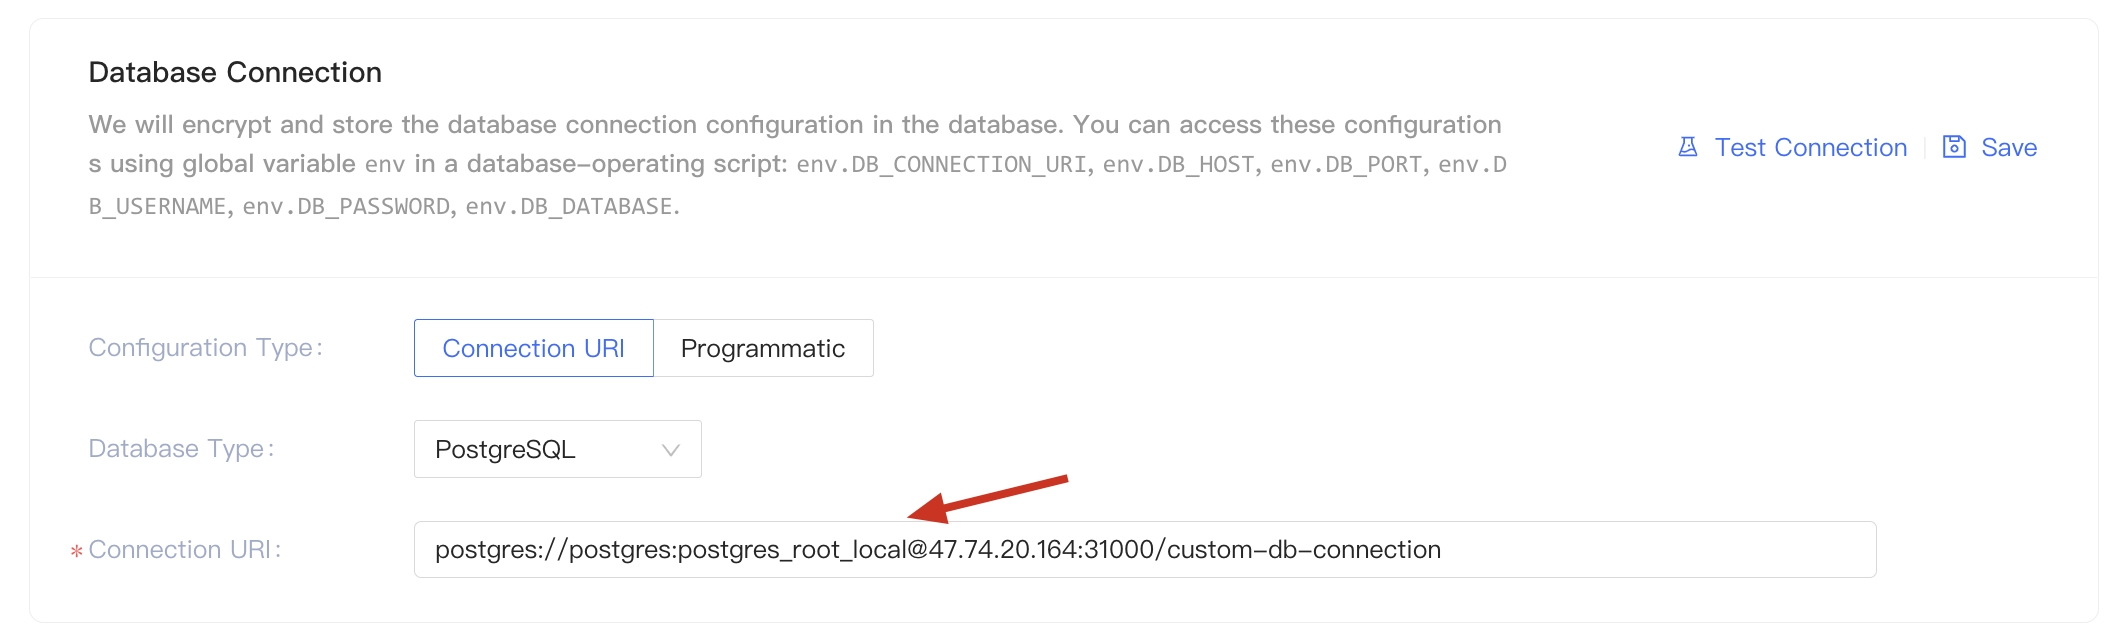 Database Connection
We will encrypt and store the database connection configuration in the database. You can access these configuration
s using global variable env in a database-operating script: env.DB_CONNECTION_URI, env.DB_HOST, env.DB_PORT, env.D
B_USERNAME, env.DB_PASSWORD, env.DB_DATABASE.
Test Connection
Save
Configuration Type:
Connection URI
Programmatic
Database Type:
PostgreSQL
* Connection URI:
postgres://postgres:postgres_root_local@47.74.20.164:31000/custom-db-connection